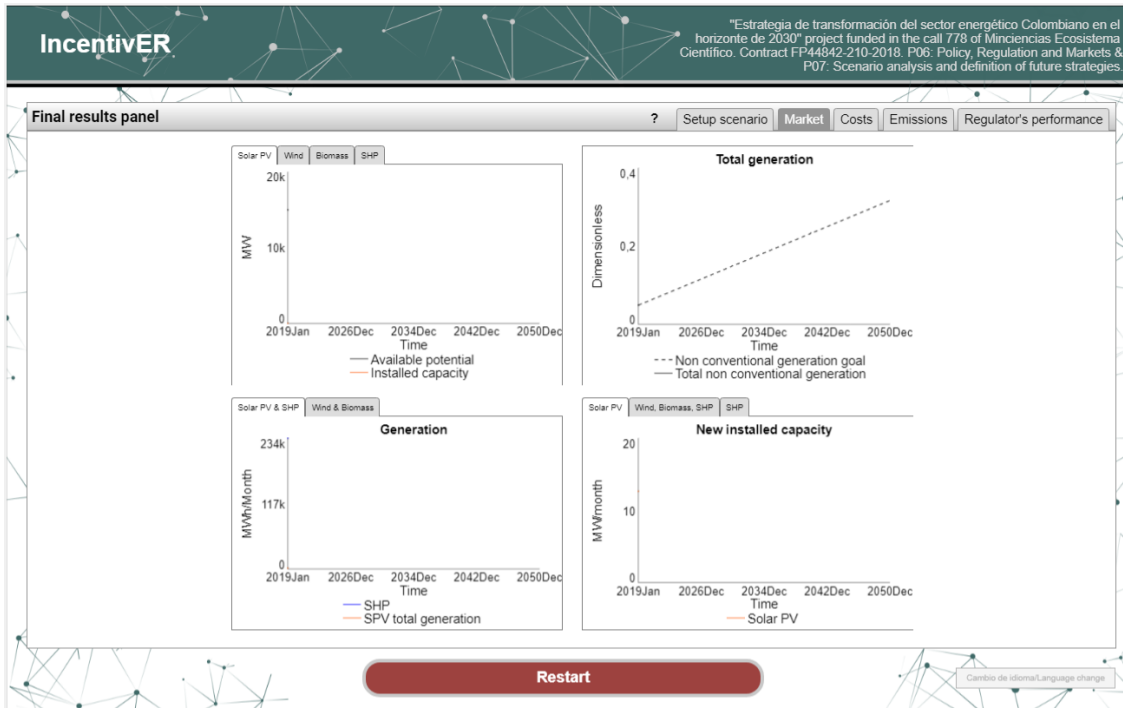 IncentivER
"Estrategia de transformación del sector energético Colombiano en el
horizonte de 2030" project funded in the call 778 of Minciencias Ecosistema
Científico. Contract FP44842-210-2018. P06: Policy, Regulation and Markets &
P07: Scenario analysis and definition of future strategies.
Final results panel ? Setup scenario Market Costs Emissions Regulator's performance
Solar PV Wind Biomass SHP
20k
10k
0
MW
2019Jan 2026Dec 2034Dec 2042Dec 2050Dec
Time
Available potential
Installed capacity
Total generation
0,4
0,2
0
Dimensionless
2019Jan 2026Dec 2034Dec 2042Dec 2050Dec
Time
Non conventional generation goal
Total non conventional generation
Solar PV & SHP Wind & Biomass
Generation
234k
117k
0
MWh/Month
2019Jan 2026Dec 2034Dec 2042Dec 2050Dec
Time
SHP
SPV total generation
Solar PV Wind, Biomass, SHP SHP
New installed capacity
20
10
0
MW/month
2019Jan 2026Dec 2034Dec 2042Dec 2050Dec
Time
Solar PV
Restart
Cambio de idioma/Language change